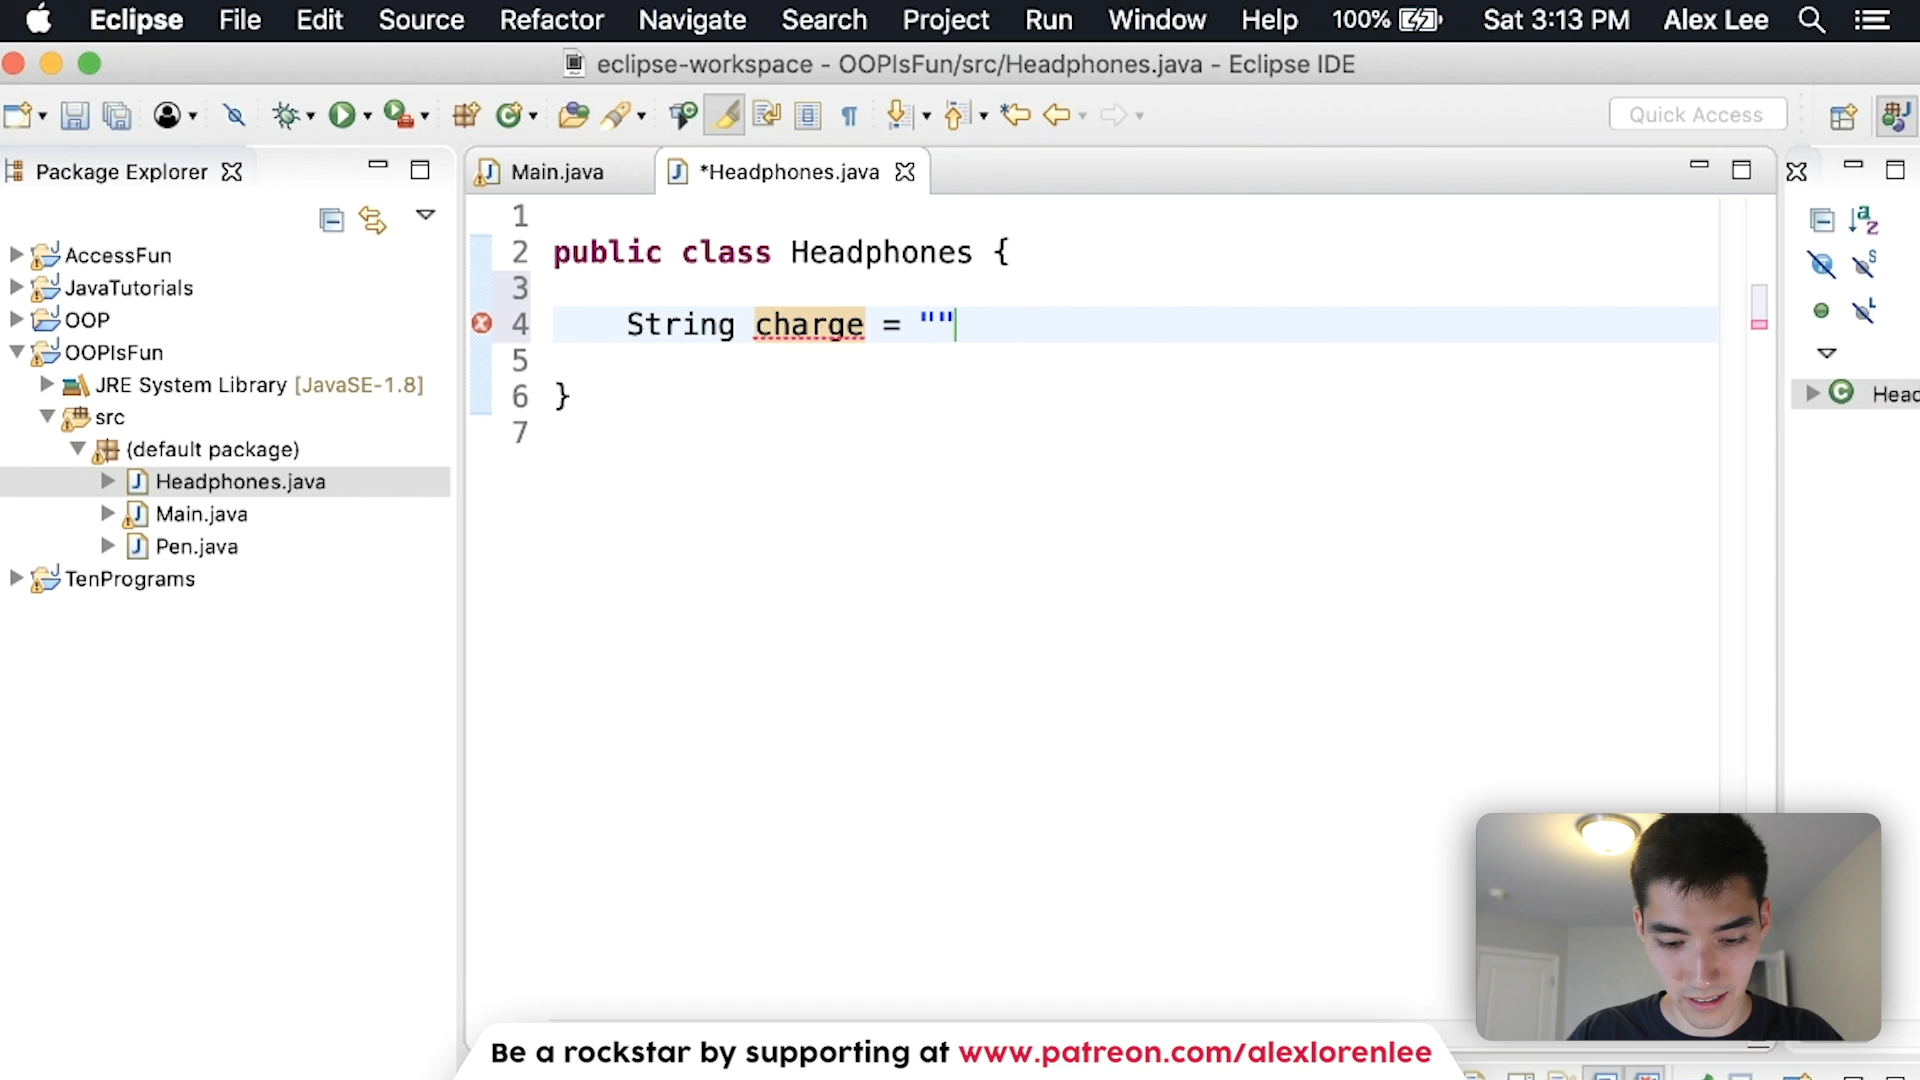 Eclipse File Edit Source Refactor Navigate Search Project Run Window Help 100% Sat 3:13 PM Alex Lee
eclipse-workspace - OOPIsFun/src/Headphones.java - Eclipse IDE
Quick Access
Package Explorer
Main.java
*Headphones.java
AccessFun
JavaTutorials
OOP
OOPIsFun
JRE System Library [JavaSE-1.8]
src
(default package)
Headphones.java
Main.java
Pen.java
TenPrograms
1
2 public class Headphones {
3
4 String charge = ""
5
6 }
7
Head
Be a rockstar by supporting at www.patreon.com/alexlorenlee